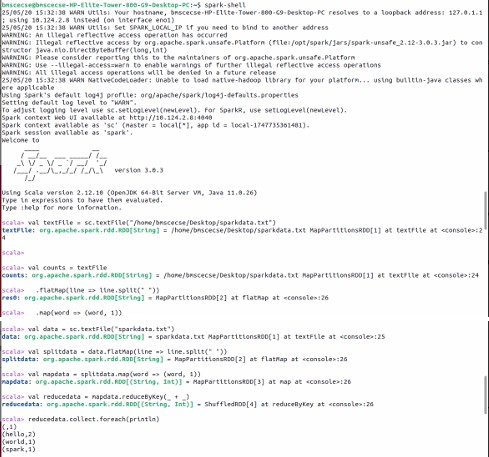 bmscecse@bmscecse-HP-Elite-Tower-800-G9-Desktop-PC:~$ spark-shell
25/05/20 15:32:38 WARN Utils: Your hostname, bmscecse-HP-Elite-Tower-800-G9-Desktop-PC resolves to a loopback address: 127.0.1.1
; using 10.124.2.8 instead (on interface eno1)
25/05/20 15:32:38 WARN Utils: Set SPARK_LOCAL_IP if you need to bind to another address
WARNING: An illegal reflective access operation has occurred
WARNING: Illegal reflective access by org.apache.spark.unsafe.Platform (file:/opt/spark/jars/spark-unsafe_2.12-3.0.3.jar) to con
structor java.nio.DirectByteBuffer(long,int)
WARNING: Please consider reporting this to the maintainers of org.apache.spark.unsafe.Platform
WARNING: Use --illegal-access=warn to enable warnings of further illegal reflective access operations
WARNING: All illegal access operations will be denied in a future release
25/05/20 15:32:38 WARN NativeCodeLoader: Unable to load native-hadoop library for your platform... using builtin-java classes wh
ere applicable
Using Spark's default log4j profile: org/apache/spark/log4j-defaults.properties
Setting default log level to "WARN".
To adjust logging level use sc.setLogLevel(newLevel). For SparkR, use setLogLevel(newLevel).
Spark context Web UI available at http://10.124.2.8:4040
Spark context available as 'sc' (master = local[*], app id = local-1747735361481).
Spark session available as 'spark'.
Welcome to
version 3.0.3
Using Scala version 2.12.10 (OpenJDK 64-Bit Server VM, Java 11.0.26)
Type in expressions to have them evaluated.
Type :help for more information.
scala> val textFile = sc.textFile("/home/bmscecse/Desktop/sparkdata.txt")
textFile: org.apache.spark.rdd.RDD[String] = /home/bmscecse/Desktop/sparkdata.txt MapPartitionsRDD[1] at textFile at <console>:2
4
scala>
scala> val counts = textFile
counts: org.apache.spark.rdd.RDD[String] = /home/bmscecse/Desktop/sparkdata.txt MapPartitionsRDD[1] at textFile at <console>:24
scala>   .flatMap(line => line.split(" "))
res0: org.apache.spark.rdd.RDD[String] = MapPartitionsRDD[2] at flatMap at <console>:26
scala>   .map(word => (word, 1))
scala> val data = sc.textFile("sparkdata.txt")
data: org.apache.spark.rdd.RDD[String] = sparkdata.txt MapPartitionsRDD[1] at textFile at <console>:25
scala> val splitdata = data.flatMap(line => line.split(" "))
splitdata: org.apache.spark.rdd.RDD[String] = MapPartitionsRDD[2] at flatMap at <console>:26
scala> val mapdata = splitdata.map(word => (word, 1))
mapdata: org.apache.spark.rdd.RDD[(String, Int)] = MapPartitionsRDD[3] at map at <console>:26
scala> val reducedata = mapdata.reduceByKey(_ + _)
reducedata: org.apache.spark.rdd.RDD[(String, Int)] = ShuffledRDD[4] at reduceByKey at <console>:26
scala> reducedata.collect.foreach(println)
(,1)
(hello,2)
(world,1)
(spark,1)